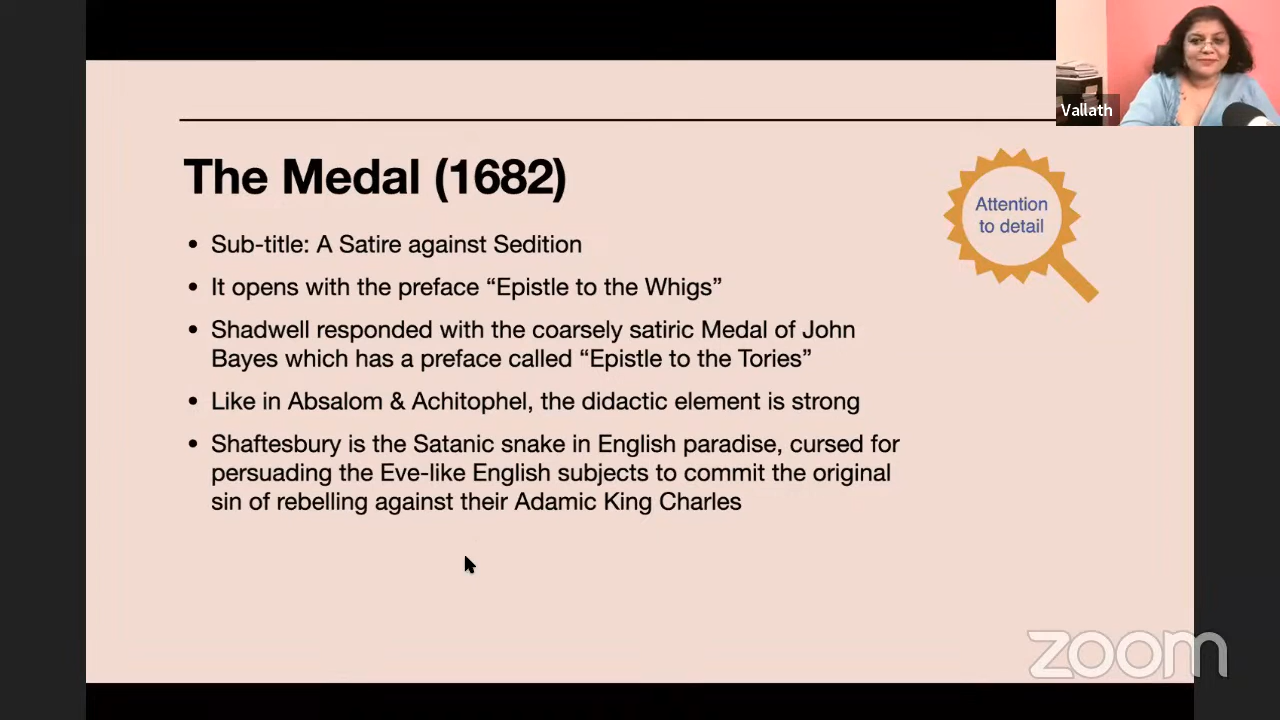 Vallath
The Medal (1682)
Attention
to detail
• Sub-title: A Satire against Sedition
• It opens with the preface “Epistle to the Whigs”
• Shadwell responded with the coarsely satiric Medal of John
Bayes which has a preface called “Epistle to the Tories”
• Like in Absalom & Achitophel, the didactic element is strong
• Shaftesbury is the Satanic snake in English paradise, cursed for
persuading the Eve-like English subjects to commit the original
sin of rebelling against their Adamic King Charles
zoom